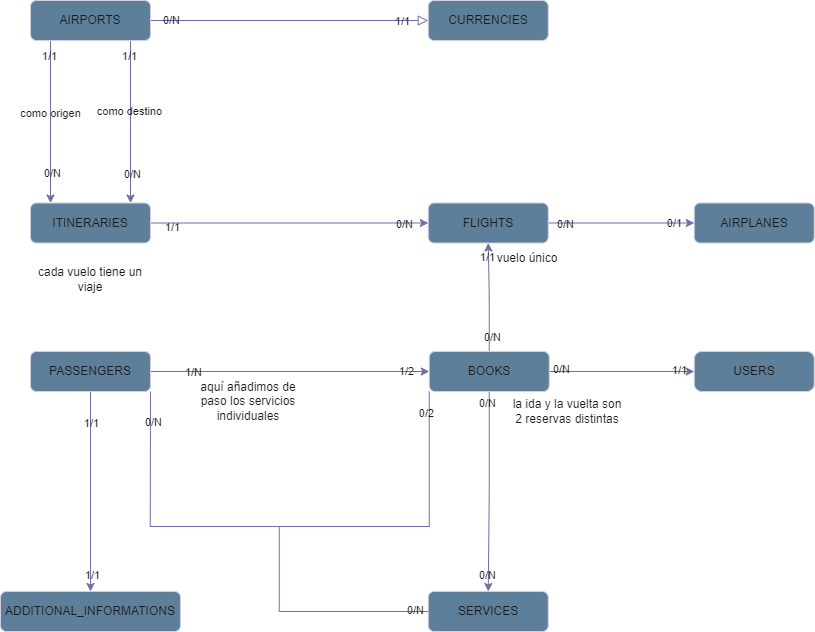 AIRPORTS
0/N
1/1
CURRENCIES
1/1
1/1
como origen
como destino
0/N
0/N
ITINERARIES
1/1
0/N
FLIGHTS
0/N
0/1
AIRPLANES
1/1
vuelo único
cada vuelo tiene un
viaje
0/N
PASSENGERS
1/N
1/2
BOOKS
0/N
1/1
USERS
aquí añadimos de
paso los servicios
individuales
0/N
la ida y la vuelta son
2 reservas distintas
0/2
1/1
0/N
1/1
0/N
ADDITIONAL_INFORMATIONS
0/N
SERVICES